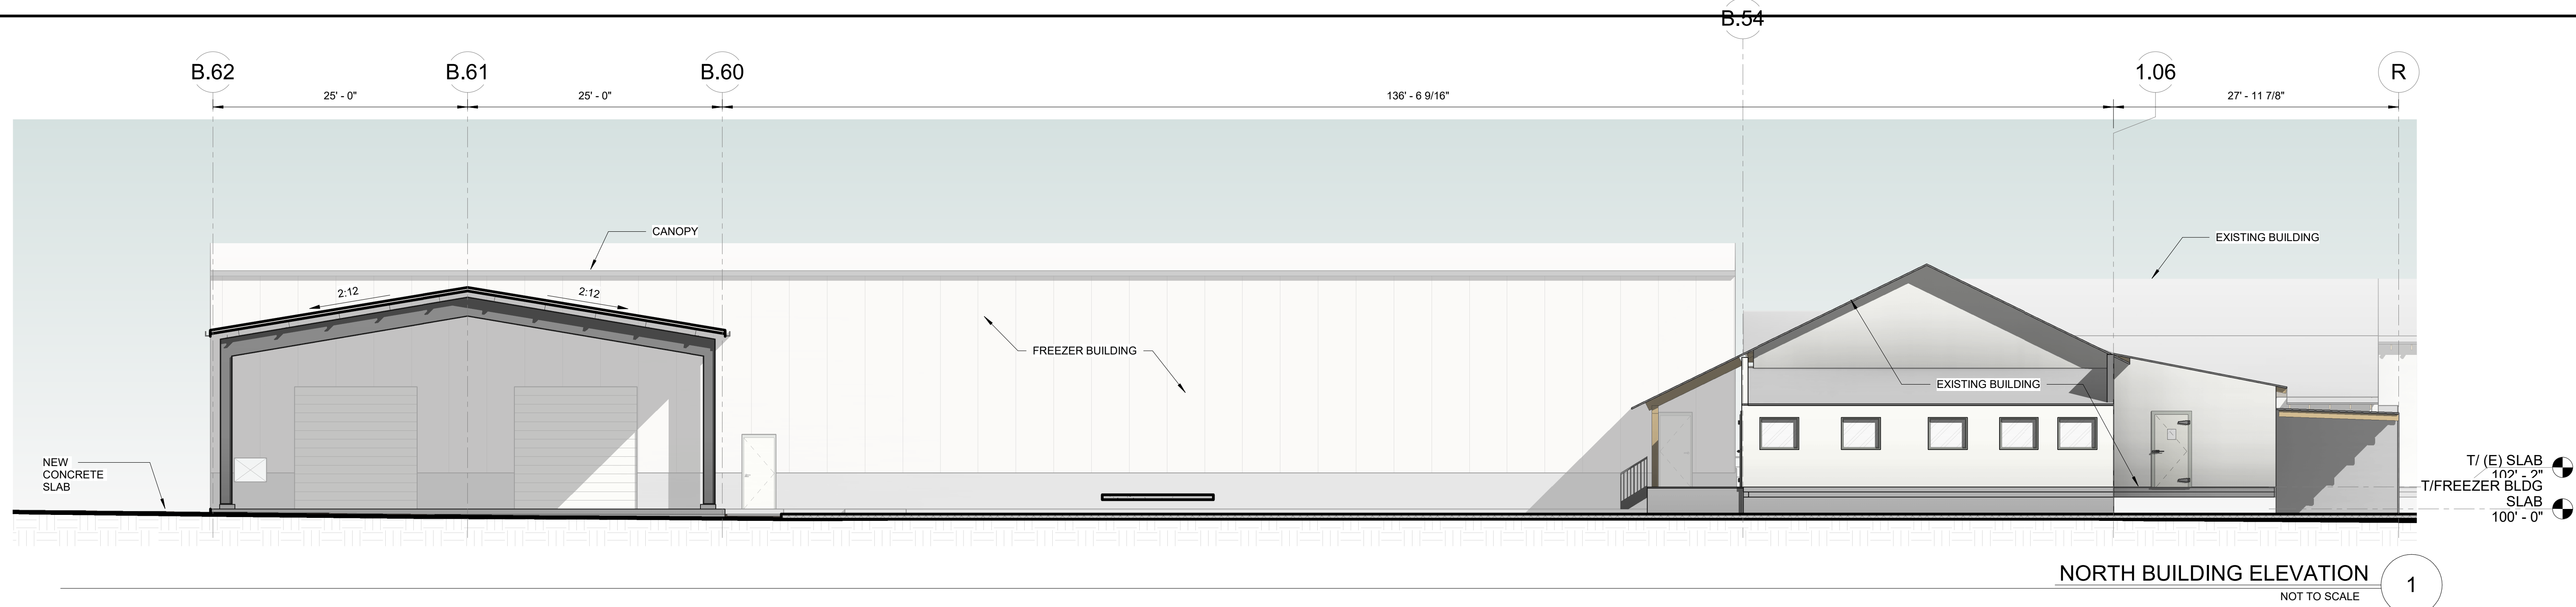 B.54
B.62
B.61
B.60
1.06
R
25' - 0"
25' - 0"
136' - 6 9/16"
27' - 11 7/8"
CANOPY
EXISTING BUILDING
2:12
2:12
FREEZER BUILDING
EXISTING BUILDING
NEW
CONCRETE
SLAB
T/ (E) SLAB
102' - 2"
T/FREEZER BLDG
SLAB
100' - 0"
NORTH BUILDING ELEVATION
1
NOT TO SCALE